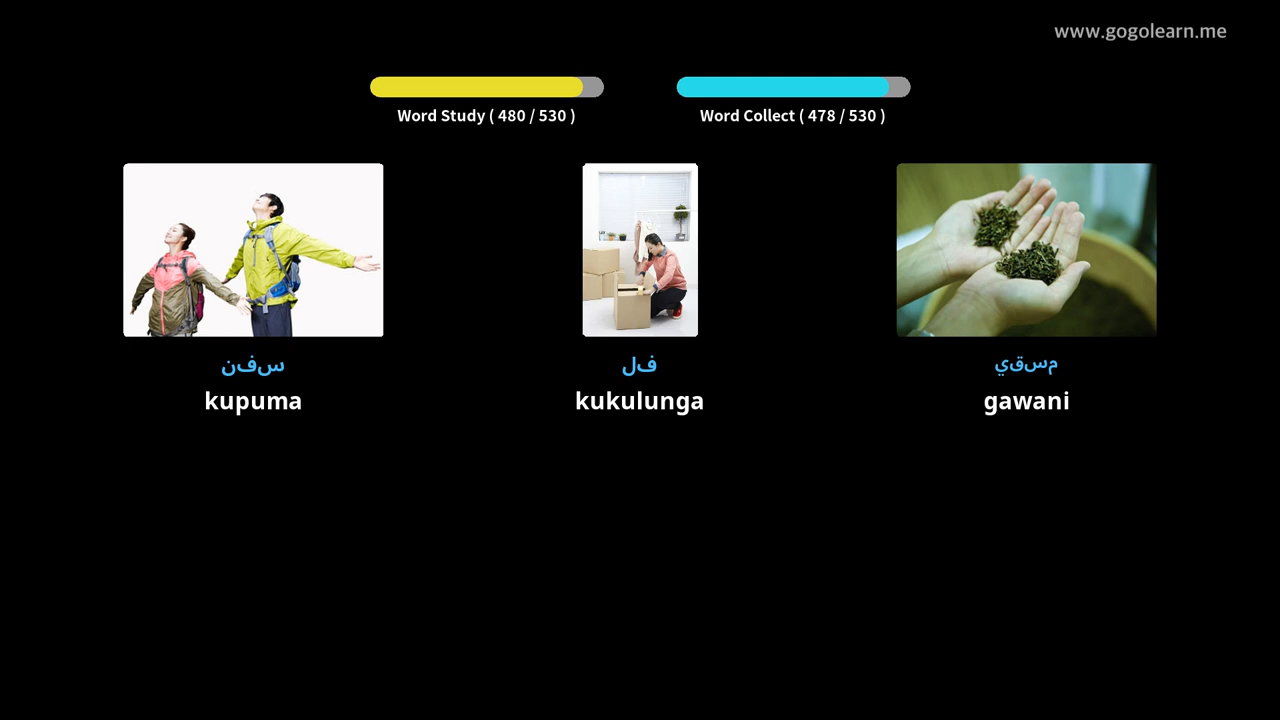 www.gogolearn.me
Word Study ( 480 / 530 )
Word Collect ( 478 / 530 )
سفن
فل
مسقي
kupuma
kukulunga
gawani